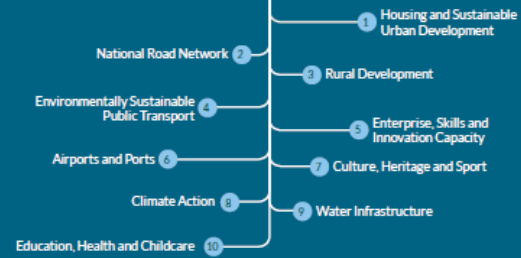 1 Housing and Sustainable
Urban Development
National Road Network 2
3 Rural Development
Environmentally Sustainable
Public Transport 4
5 Enterprise, Skills and
Innovation Capacity
Airports and Ports 6
7 Culture, Heritage and Sport
Climate Action 8
9 Water Infrastructure
Education, Health and Childcare 10